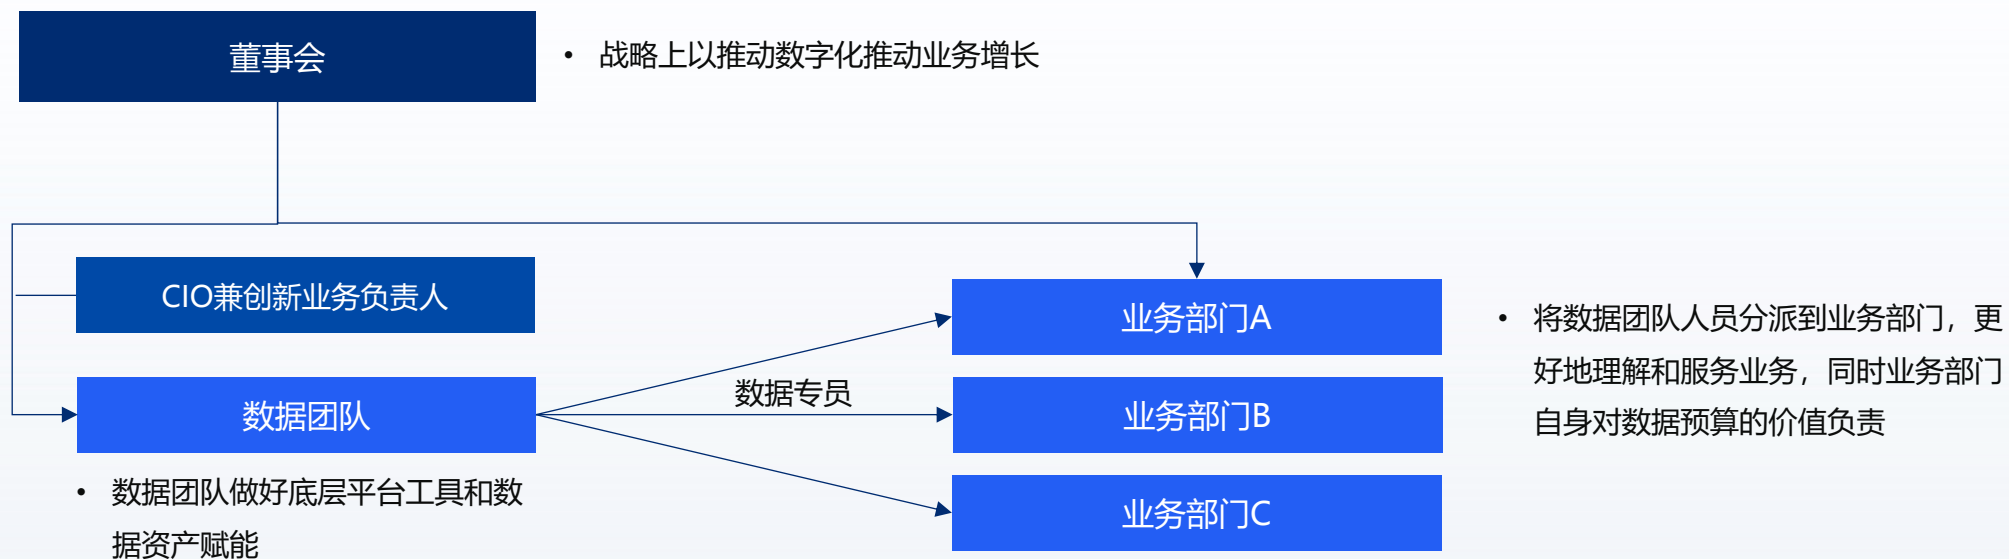 董事会
• 战略上以推动数字化推动业务增长
CIO兼创新业务负责人
数据团队
• 数据团队做好底层平台工具和数
据资产赋能
数据专员
业务部门A
业务部门B
业务部门C
• 将数据团队人员分派到业务部门，更
好地理解和服务业务，同时业务部门
自身对数据预算的价值负责